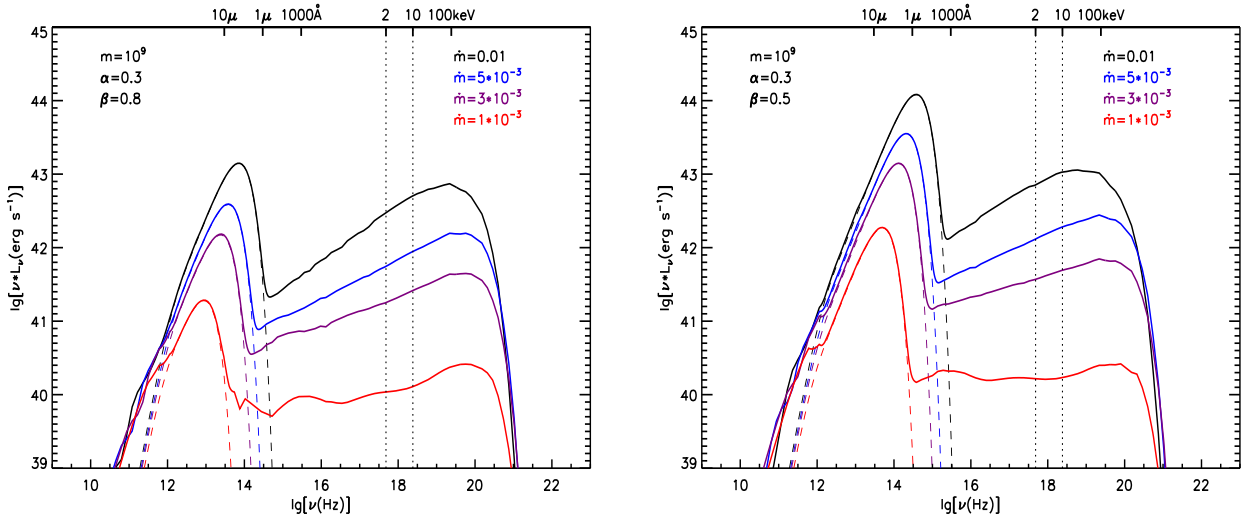 10μ 1μ 1000Å 2 10 100keV
45
m=10⁹
α=0.3
β=0.8
ṁ=0.01
ṁ=5*10⁻³
ṁ=3*10⁻³
ṁ=1*10⁻³
44
43
42
41
40
39
lg[ν*Lν(erg s⁻¹)]
10 12 14 16 18 20 22
lg[ν(Hz)]
10μ 1μ 1000Å 2 10 100keV
45
m=10⁹
α=0.3
β=0.5
ṁ=0.01
ṁ=5*10⁻³
ṁ=3*10⁻³
ṁ=1*10⁻³
44
43
42
41
40
39
lg[ν*Lν(erg s⁻¹)]
10 12 14 16 18 20 22
lg[ν(Hz)]